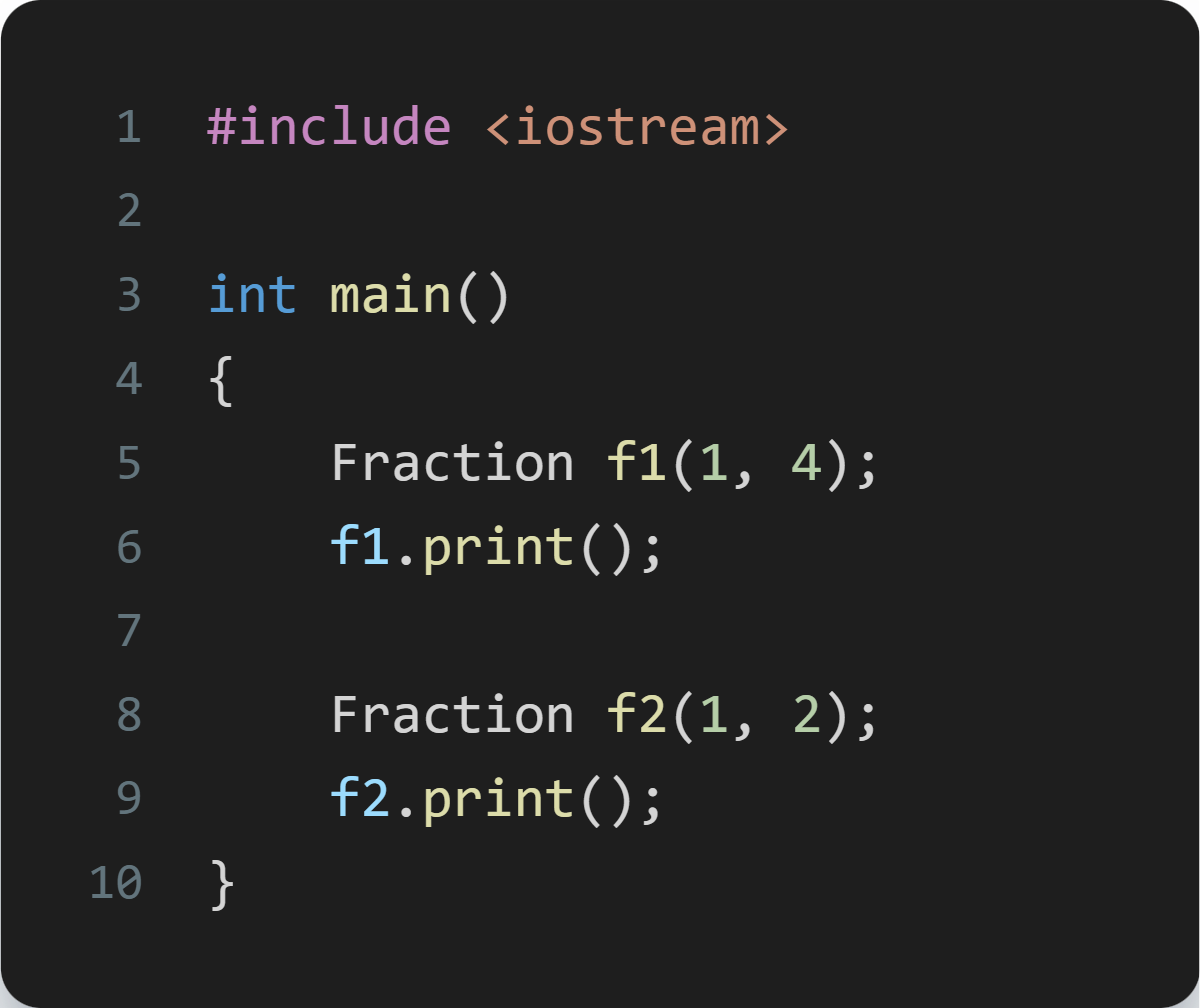 1 #include <iostream>
2
3 int main()
4 {
5     Fraction f1(1, 4);
6     f1.print();
7
8     Fraction f2(1, 2);
9     f2.print();
10 }